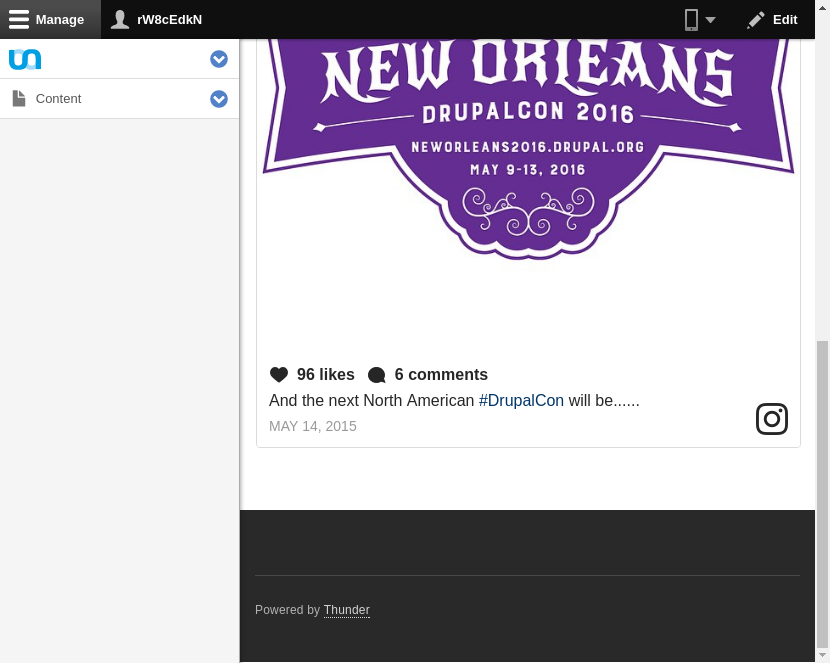 Manage
rW8cEdkN
Edit
Content
NEW ORLEANS
DRUPALCON 2016
NEWORLEANS2016.DRUPAL.ORG
MAY 9-13, 2016
96 likes
6 comments
And the next North American #DrupalCon will be......
MAY 14, 2015
Powered by Thunder